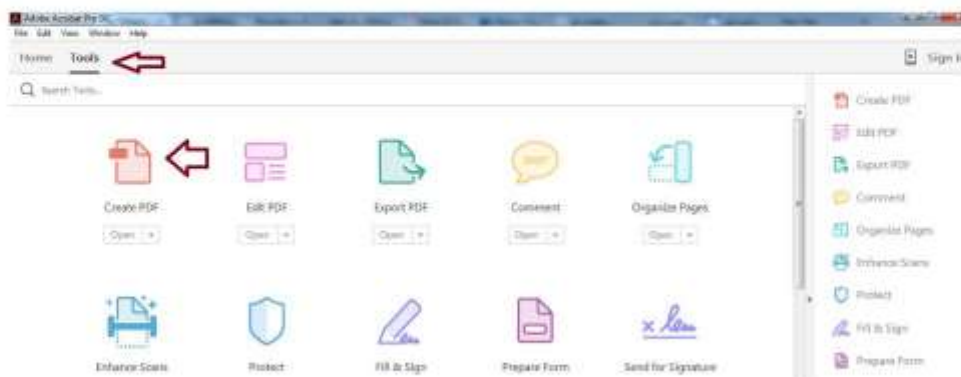 Adobe Acrobat Pro DC
File Edit View Window Help
Home Tools
Sign In
Search Tools...
Create PDF Edit PDF Export PDF Comment Organize Pages
Open Open Open Open Open
Enhance Scans Protect Fill & Sign Prepare Form Send for Signature
Create PDF
Edit PDF
Export PDF
Comment
Organize Pages
Enhance Scans
Protect
Fill & Sign
Prepare Form